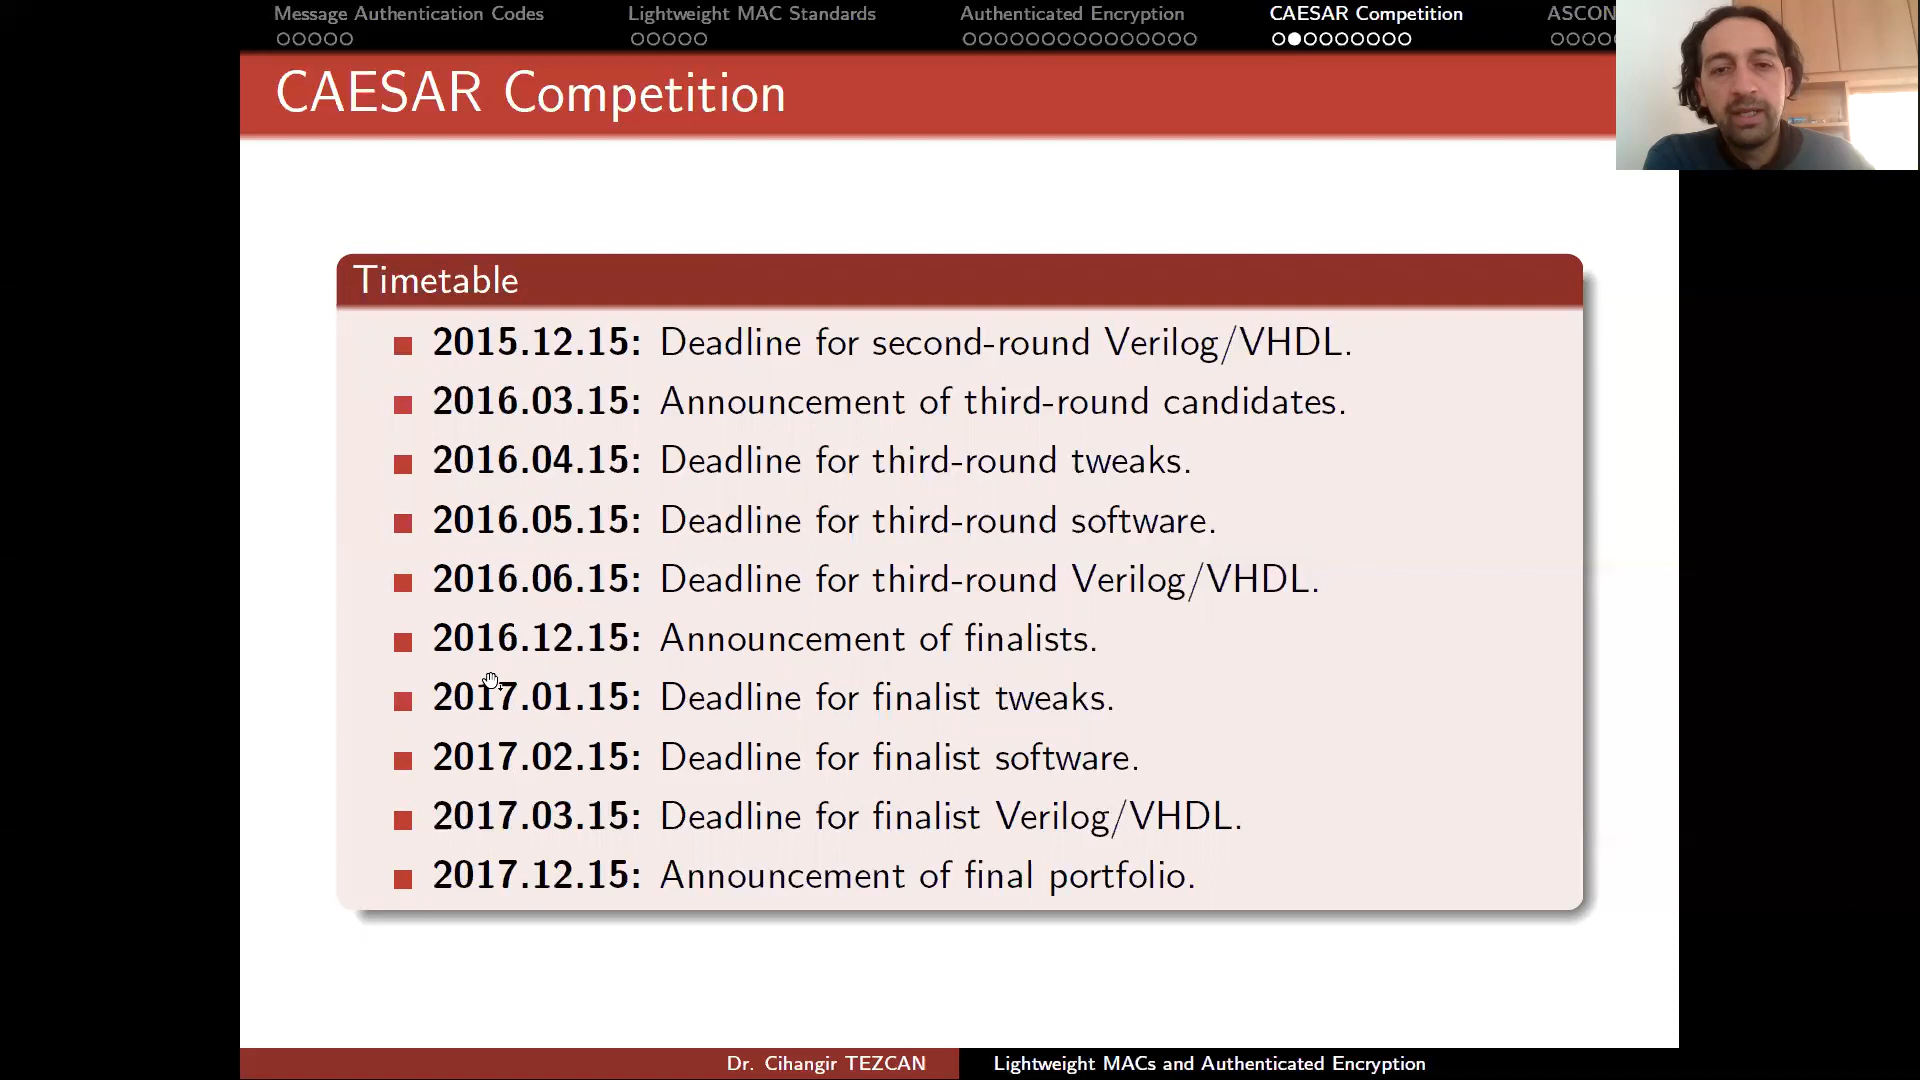 Message Authentication Codes
Lightweight MAC Standards
Authenticated Encryption
CAESAR Competition
ASCON
CAESAR Competition
Timetable
2015.12.15: Deadline for second-round Verilog/VHDL.
2016.03.15: Announcement of third-round candidates.
2016.04.15: Deadline for third-round tweaks.
2016.05.15: Deadline for third-round software.
2016.06.15: Deadline for third-round Verilog/VHDL.
2016.12.15: Announcement of finalists.
2017.01.15: Deadline for finalist tweaks.
2017.02.15: Deadline for finalist software.
2017.03.15: Deadline for finalist Verilog/VHDL.
2017.12.15: Announcement of final portfolio.
Dr. Cihangir TEZCAN
Lightweight MACs and Authenticated Encryption